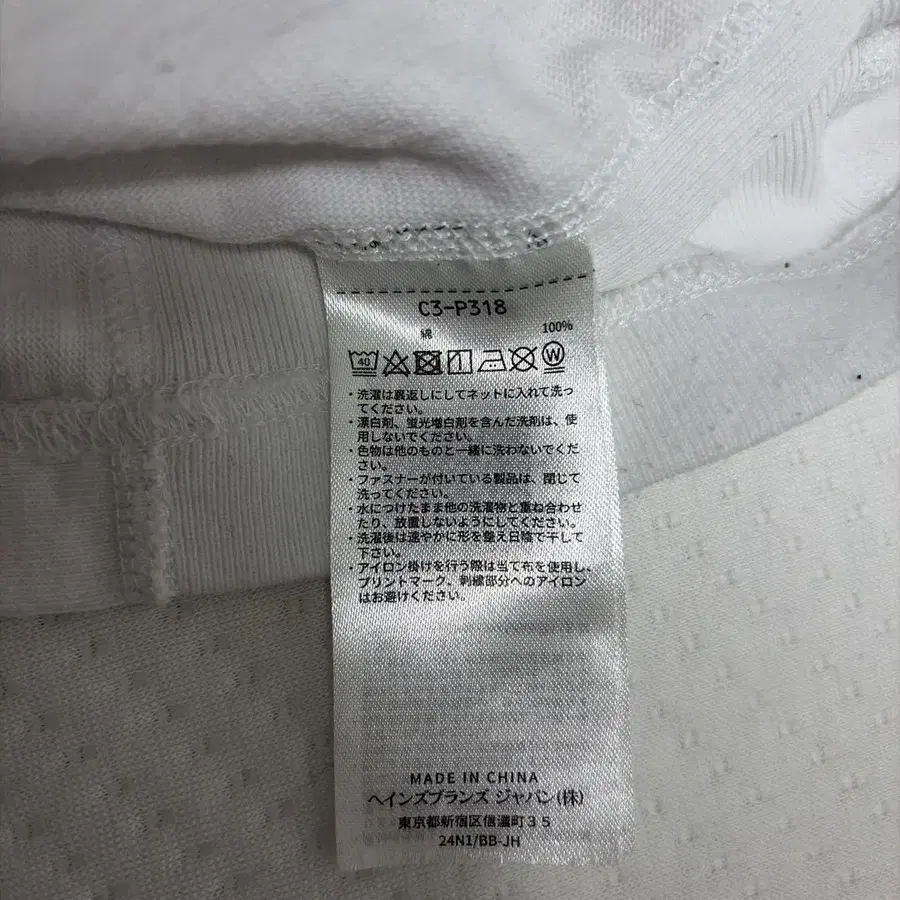 C3-P318
綿 100%
40 W
・洗濯は裏返しにしてネットに入れて洗っ
てください。
・漂白剤、蛍光増白剤を含んだ洗剤は、使
用しないでください。
・色物は他のものと一緒に洗わないでくだ
さい。
・ファスナーが付いている製品は、閉じて
洗ってください。
・水につけたまま他の洗濯物と重ね合わせ
たり、放置しないようにしてください。
・洗濯後は速やかに形を整え日陰で干して
下さい。
・アイロン掛けを行う際は当て布を使用し、
プリントマーク、刺繍部分へのアイロン
はお避けください。
MADE IN CHINA
ヘインズブランズ ジャパン(株)
東京都新宿区信濃町35
24N1/BB-JH